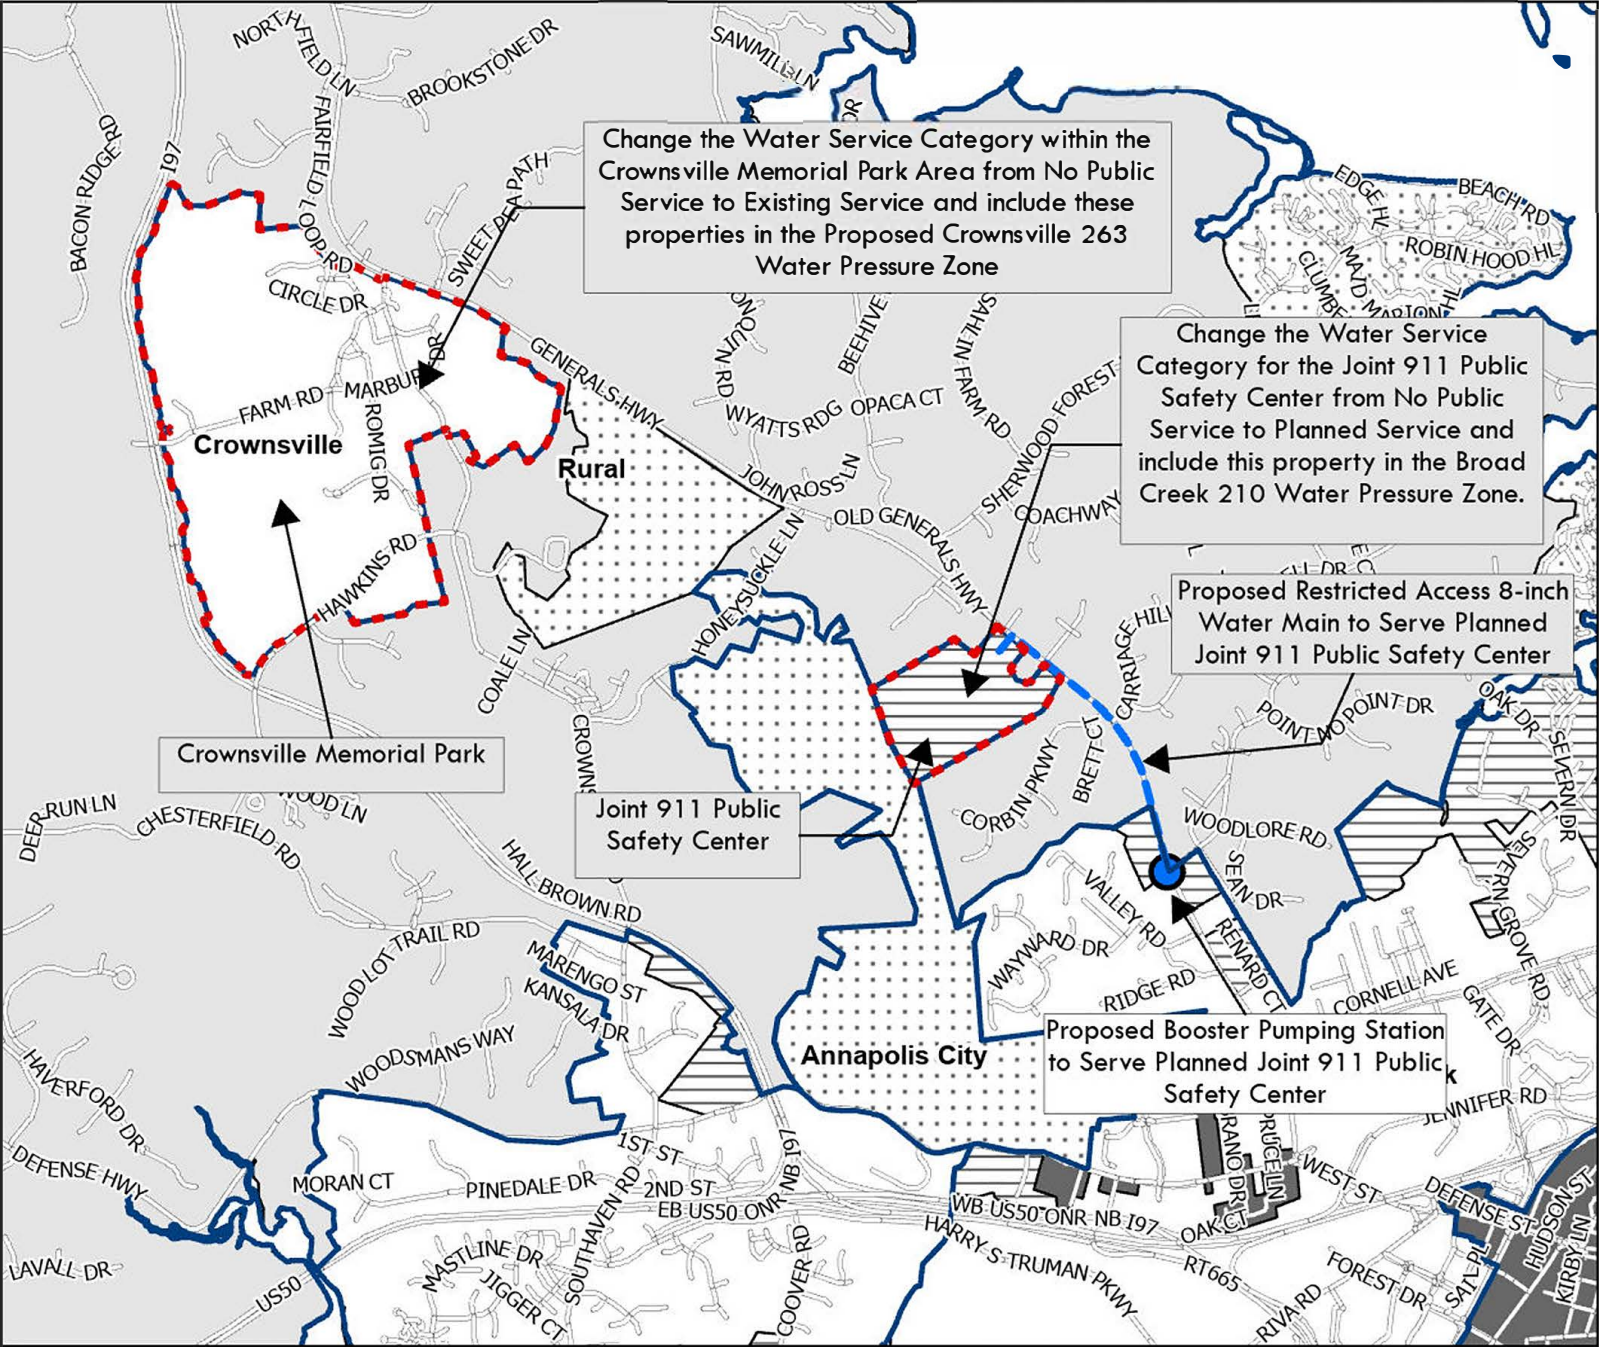 NORTHFIELD LN
BROOKSTONE DR
SAWMILL LN
DR
BACON RIDGE RD
I97
FAIRFIELD LOOP RD
SWEET PEA PATH
Change the Water Service Category within the
Crownsville Memorial Park Area from No Public
Service to Existing Service and include these
properties in the Proposed Crownsville 263
Water Pressure Zone
EDGE HL
BEACH RD
ROBIN HOOD HL
MAID MARION HL
CIRCLE DR
GENERALS HWY
QUINN RD
BEEHIVE
FARM RD
SHERWOOD FOREST
Change the Water Service
Category for the Joint 911 Public
Safety Center from No Public
Service to Planned Service and
include this property in the Broad
Creek 210 Water Pressure Zone.
FARM RD
MARBUR
DR
ROMIG DR
WYATTS RDG
OPACA CT
Crownsville
Rural
JOHN ROSS LN
OLD GENERALS HWY
COACHWAY
HAWKINS RD
HONEYSUCKLE LN
COALE LN
CROWNS
Proposed Restricted Access 8-inch
Water Main to Serve Planned
Joint 911 Public Safety Center
CARRIAGE HILL
POINT NO POINT DR
OAK DR
SEVERN DR
Crownsville Memorial Park
Joint 911 Public
Safety Center
BRETT CT
CORBIN PKWY
WOODLORE RD
DEER RUN LN
WOOD LN
CHESTERFIELD RD
HALL BROWN RD
VALLEY RD
SEAN DR
SEVERN GROVE RD
WOODLOT TRAIL RD
MARENGO ST
KANSALA DR
WAYWARD DR
RIDGE RD
RENARD CT
CORNELL AVE
GATE DR
WOODSMANS WAY
Annapolis City
Proposed Booster Pumping Station
to Serve Planned Joint 911 Public
Safety Center
k
JENNIFER RD
HAVERFORD DR
DEFENSE HWY
MORAN CT
PINEDALE DR
1ST ST
2ND ST
EB US50 ONR NB I97
SOUTHAVEN RD
WB US50 ONR NB I97
OAK CT
WEST ST
DEFENSE ST
HUDSON ST
KIRBY LN
LAVALL DR
US50
MASTLINE DR
JIGGER CT
COOVER RD
HARRY S TRUMAN PKWY
RT665
RIVA RD
FOREST DR